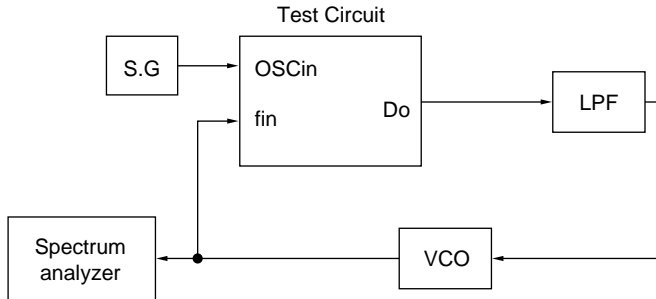 Test Circuit
S.G
OSCin
fin
Do
LPF
Spectrum
analyzer
VCO